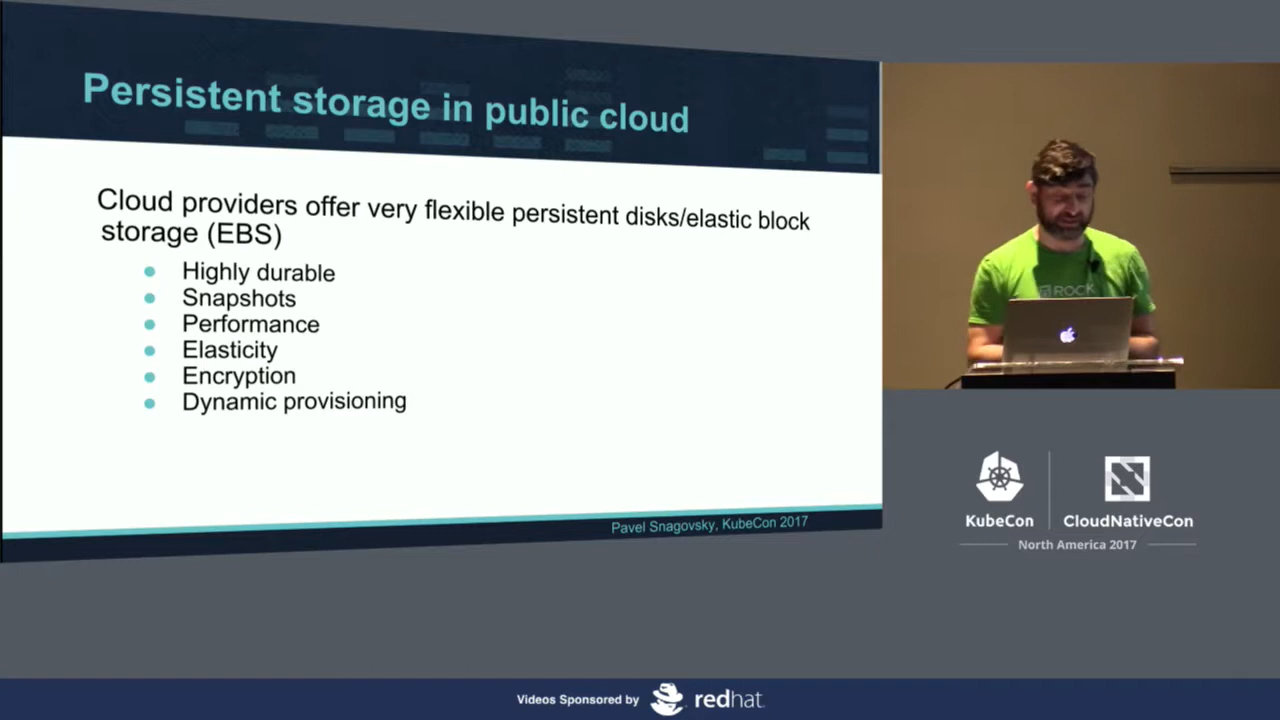 Persistent storage in public cloud
Cloud providers offer very flexible persistent disks/elastic block
storage (EBS)
Highly durable
Snapshots
Performance
Elasticity
Encryption
Dynamic provisioning
Pavel Snagovsky, KubeCon 2017
ROCK
KubeCon
CloudNativeCon
North America 2017
Videos Sponsored by
redhat